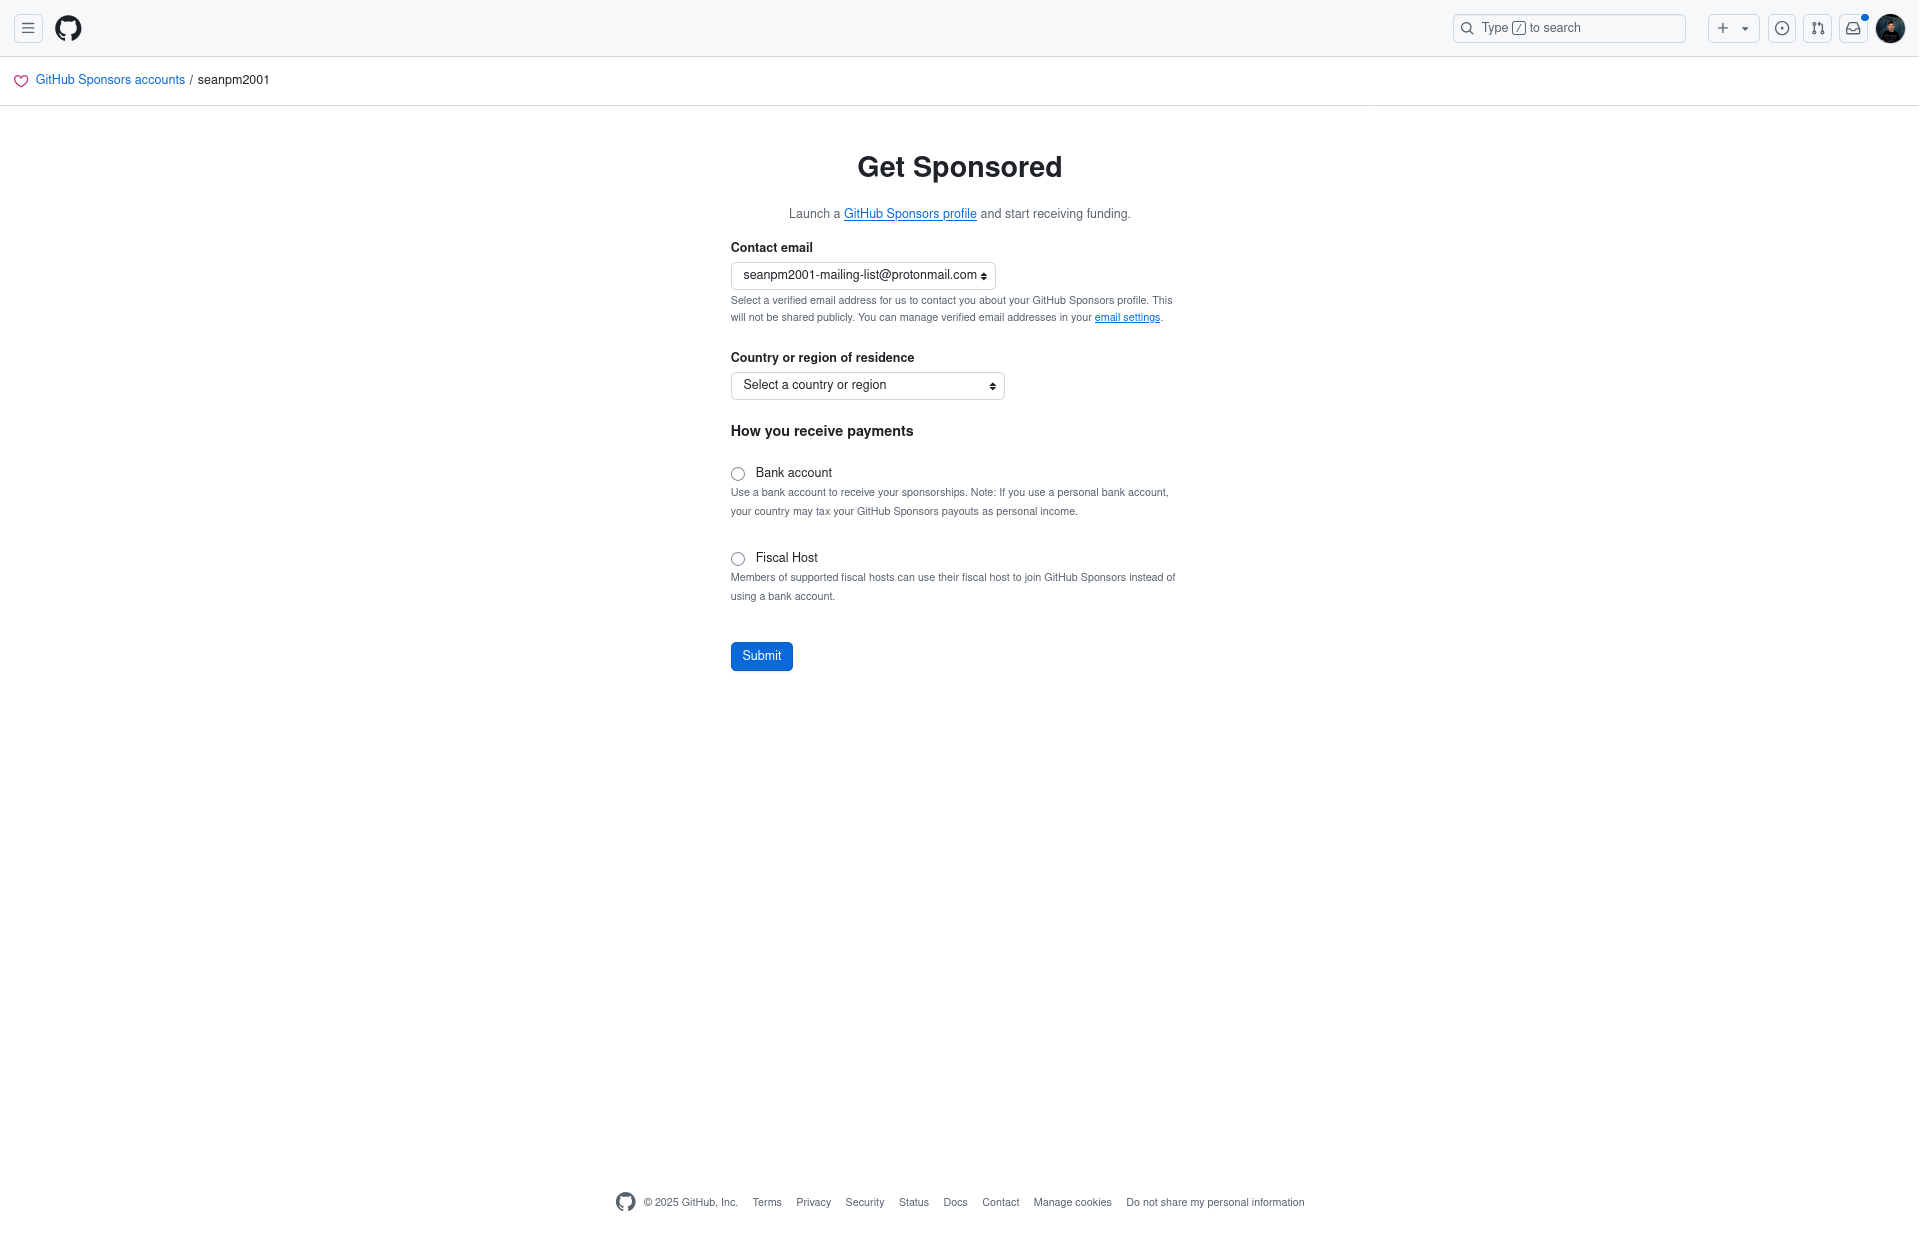 Type / to search
GitHub Sponsors accounts / seanpm2001
Get Sponsored
Launch a GitHub Sponsors profile and start receiving funding.
Contact email
seanpm2001-mailing-list@protonmail.com
Select a verified email address for us to contact you about your GitHub Sponsors profile. This
will not be shared publicly. You can manage verified email addresses in your email settings.
Country or region of residence
Select a country or region
How you receive payments
Bank account
Use a bank account to receive your sponsorships. Note: If you use a personal bank account,
your country may tax your GitHub Sponsors payouts as personal income.
Fiscal Host
Members of supported fiscal hosts can use their fiscal host to join GitHub Sponsors instead of
using a bank account.
Submit
© 2025 GitHub, Inc. Terms Privacy Security Status Docs Contact Manage cookies Do not share my personal information